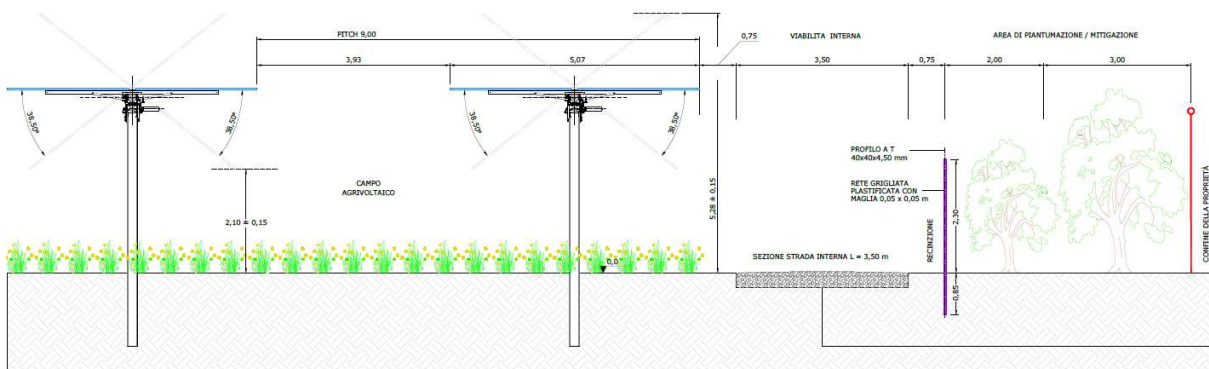 PITCH 9,00
0,75
VIABILITA INTERNA
AREA DI PIANTUMAZIONE / MITIGAZIONE
3,93
5,07
3,50
0,75
2,00
3,00
38,50°
38,50°
38,50°
38,50°
PROFILO A T
40x40x4,50 mm
RETE GRIGLIATA
PLASTIFICATA CON
MAGLIA 0,05 x 0,05 m
CAMPO
AGRIVOLTAICO
2,10 ± 0,15
5,28 ± 0,15
2,30
RECINZIONE
CONFINE DELLA PROPRIETÀ
0,0
SEZIONE STRADA INTERNA L = 3,50 m
0,85